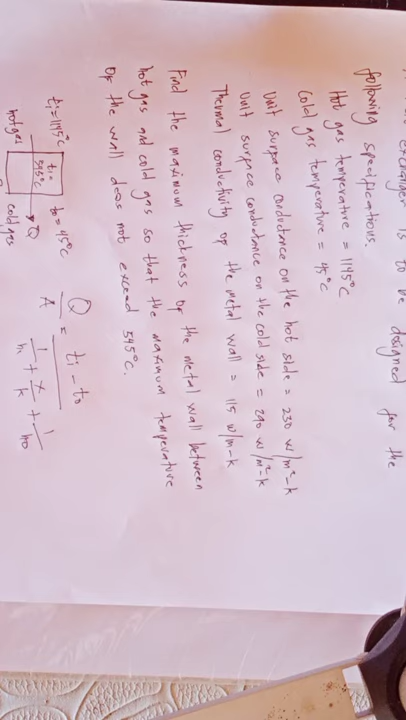 exchanger is to be designed for the
following specifications.
Hot gas temperature = 1145°C
Cold gas temperature = 45°C
Unit surface conductance on the hot side = 230 W/m²-k
Unit surface conductance on the cold side = 290 W/m²-k
Thermal conductivity of the metal wall = 115 W/m-k
Find the maximum thickness of the metal wall between
hot gas and cold gas so that the maximum temperature
of the wall does not exceed 545°C.
ti = 1145°C
t1 =
545°C
to = 45°C
Q
hot gas
cold gas
Q/A = ti - to / 1/hi + x/k + 1/ho